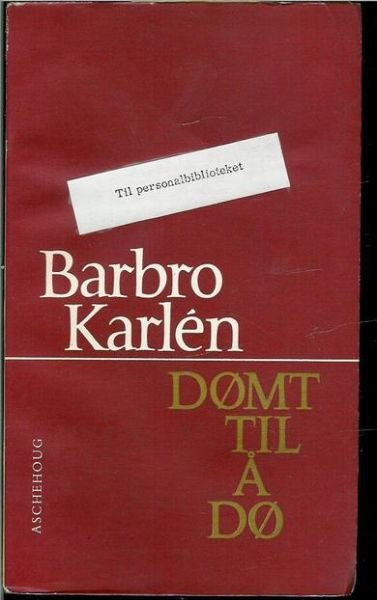 Til personalbiblioteket
Barbro
Karlén
DØMT
TIL
Å
DØ
ASCHEHOUG